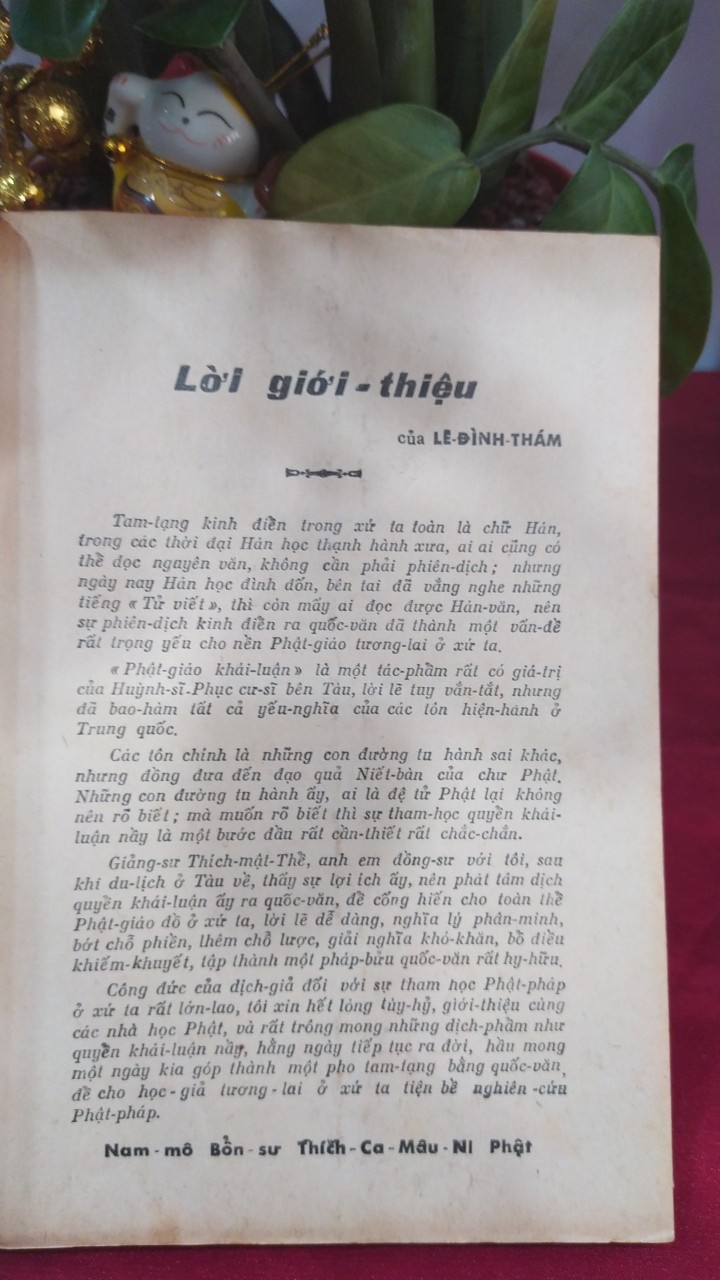 Lời giới-thiệu
của LÊ-ĐÌNH-THÁM
Tam-tạng kinh điển trong xứ ta toàn là chữ Hán,
trong các thời đại Hán học thạnh hành xưa, ai ai cũng có
thể đọc nguyên văn, không cần phải phiên-dịch; nhưng
ngày nay Hán học đình đốn, bên tai đã vẳng nghe những
tiếng « Tử viết », thì còn mấy ai đọc được Hán-văn, nên
sự phiên-dịch kinh điển ra quốc-văn đã thành một vấn-đề
rất trọng yếu cho nền Phật-giáo tương-lai ở xứ ta.
« Phật-giáo khái-luận » là một tác-phẩm rất có giá-trị
của Huỳnh-sĩ-Phục cư-sĩ bên Tàu, lời lẽ tuy vắn-tắt, nhưng
đã bao-hàm tất cả yếu-nghĩa của các tôn hiện-hành ở
Trung quốc.
Các tôn chính là những con đường tu hành sai khác,
nhưng đồng đưa đến đạo quả Niết-bàn của chư Phật.
Những con đường tu hành ấy, ai là đệ tử Phật lại không
nên rõ biết; mà muốn rõ biết thì sự tham-học quyển khái-
luận nầy là một bước đầu rất cần-thiết rất chắc-chắn.
Giảng-sư Thích-mật-Thể, anh em đồng-sư với tôi, sau
khi du-lịch ở Tàu về, thấy sự lợi ích ấy, nên phát tâm dịch
quyển khái-luận ấy ra quốc-văn, để cống hiến cho toàn thể
Phật-giáo đồ ở xứ ta, lời lẽ dễ dàng, nghĩa lý phân-minh,
bớt chỗ phiền, thêm chỗ lược, giải nghĩa khó-khăn, bồ điều
khiếm-khuyết, tập thành một pháp-bửu quốc-văn rất hy-hữu.
Công đức của dịch-giả đối với sự tham học Phật-pháp
ở xứ ta rất lớn-lao, tôi xin hết lòng tùy-hỷ, giới-thiệu cùng
các nhà học Phật, và rất trông mong những dịch-phẩm như
quyển khái-luận nầy, hằng ngày tiếp tục ra đời, hầu mong
một ngày kia góp thành một pho tam-tạng bằng quốc-văn,
để cho học-giả tương-lai ở xứ ta tiện bề nghiên-cứu
Phật-pháp.
Nam-mô Bổn-sư Thích-Ca-Mâu-Ni Phật